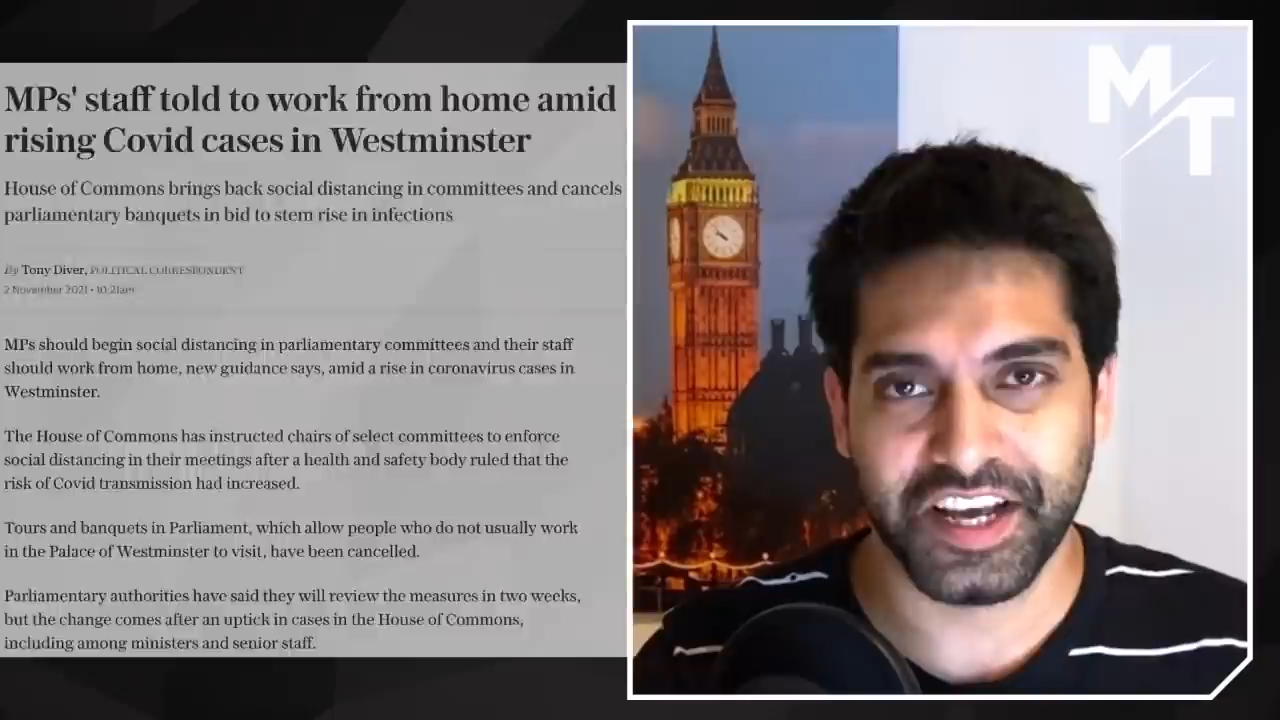 MPs' staff told to work from home amid
rising Covid cases in Westminster
House of Commons brings back social distancing in committees and cancels
parliamentary banquets in bid to stem rise in infections
By Tony Diver, POLITICAL CORRESPONDENT
2 November 2021 • 10:21am
MPs should begin social distancing in parliamentary committees and their staff
should work from home, new guidance says, amid a rise in coronavirus cases in
Westminster.
The House of Commons has instructed chairs of select committees to enforce
social distancing in their meetings after a health and safety body ruled that the
risk of Covid transmission had increased.
Tours and banquets in Parliament, which allow people who do not usually work
in the Palace of Westminster to visit, have been cancelled.
Parliamentary authorities have said they will review the measures in two weeks,
but the change comes after an uptick in cases in the House of Commons,
including among ministers and senior staff.
M/T